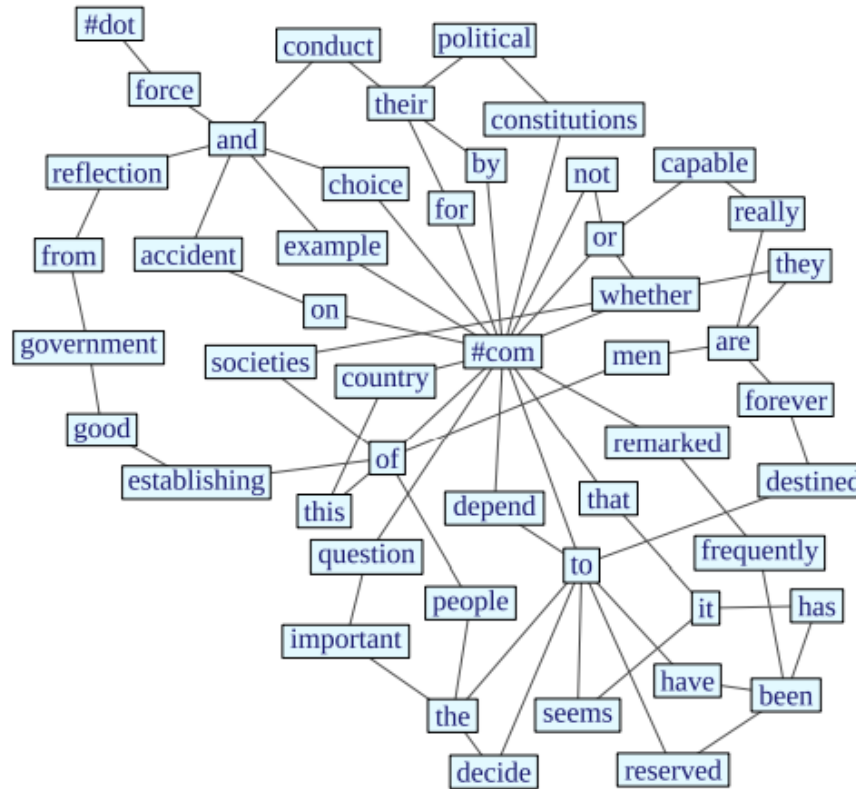 #dot
conduct
political
force
their
constitutions
and
by
not
capable
reflection
choice
for
really
or
accident
example
from
they
whether
on
government
#com
men
are
societies
country
forever
good
remarked
of
establishing
destined
this
depend
that
question
to
frequently
people
it
has
important
have
been
the
seems
decide
reserved